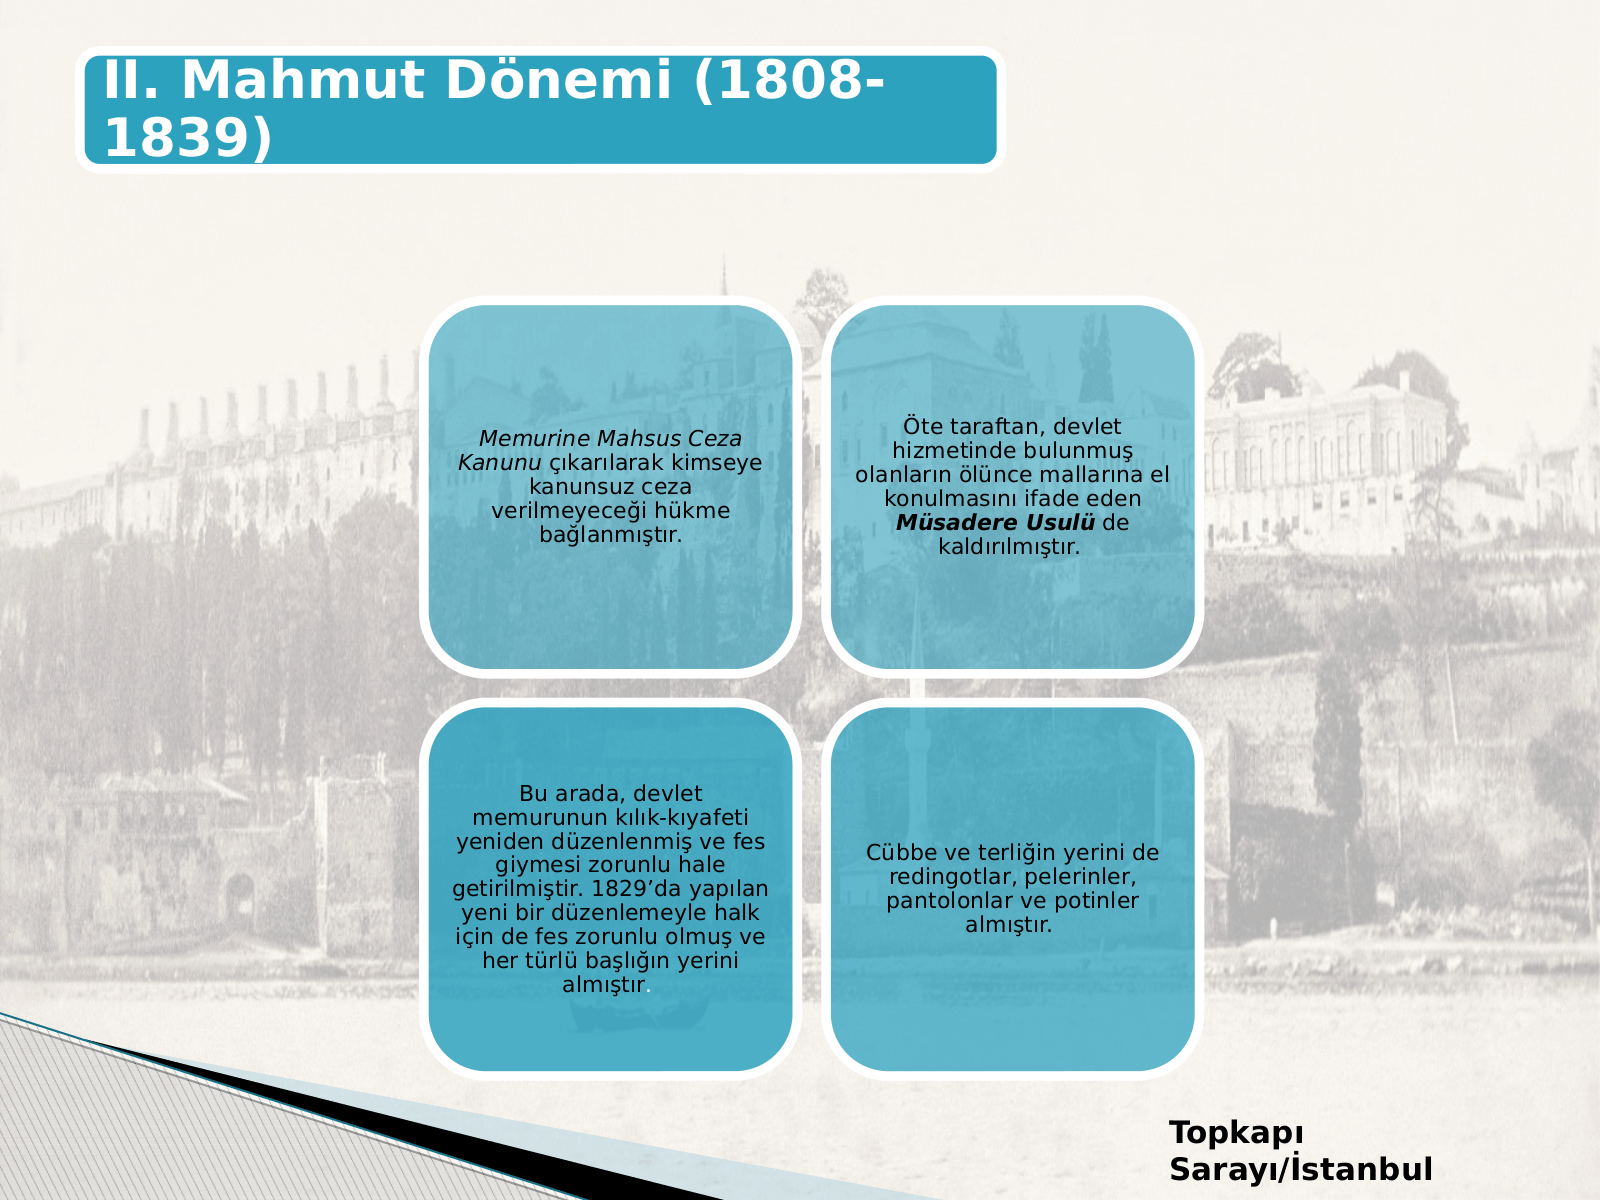 II. Mahmut Dönemi (1808-
1839)
Memurine Mahsus Ceza
Kanunu çıkarılarak kimseye
kanunsuz ceza
verilmeyeceği hükme
bağlanmıştır.
Öte taraftan, devlet
hizmetinde bulunmuş
olanların ölünce mallarına el
konulmasını ifade eden
Müsadere Usulü de
kaldırılmıştır.
Bu arada, devlet
memurunun kılık-kıyafeti
yeniden düzenlenmiş ve fes
giymesi zorunlu hale
getirilmiştir. 1829’da yapılan
yeni bir düzenlemeyle halk
için de fes zorunlu olmuş ve
her türlü başlığın yerini
almıştır.
Cübbe ve terliğin yerini de
redingotlar, pelerinler,
pantolonlar ve potinler
almıştır.
Topkapı
Sarayı/İstanbul